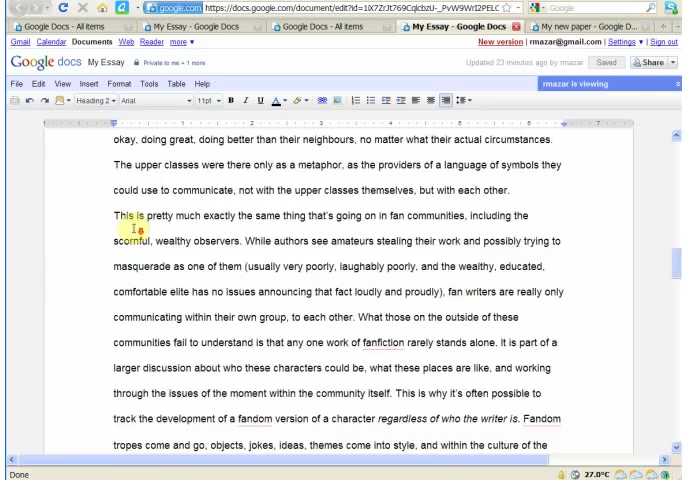 google.com https://docs.google.com/document/edit?id=1IX7ZrJt769CqlcbzU-_PvW9WrI2PELC Google
Google Docs - All items My Essay - Google Docs Google Docs - All items My Essay - Google Docs My new paper - Google D...
Gmail Calendar Documents Web Reader more ▼ New version | rmazar@gmail.com | Settings ▼ | Sign out
Google docs My Essay Private to me + 1 more Updated 23 minutes ago by rmazar Saved Share
File Edit View Insert Format Tools Table Help rmazar is viewing
Heading 2 Arial 11pt B I U A
okay, doing great, doing better than their neighbours, no matter what their actual circumstances.
The upper classes were there only as a metaphor, as the providers of a language of symbols they
could use to communicate, not with the upper classes themselves, but with each other.
This is pretty much exactly the same thing that's going on in fan communities, including the
scornful, wealthy observers. While authors see amateurs stealing their work and possibly trying to
masquerade as one of them (usually very poorly, laughably poorly, and the wealthy, educated,
comfortable elite has no issues announcing that fact loudly and proudly), fan writers are really only
communicating within their own group, to each other. What those on the outside of these
communities fail to understand is that any one work of fanfiction rarely stands alone. It is part of a
larger discussion about who these characters could be, what these places are like, and working
through the issues of the moment within the community itself. This is why it's often possible to
track the development of a fandom version of a character regardless of who the writer is. Fandom
tropes come and go, objects, jokes, ideas, themes come into style, and within the culture of the
Done 27.0°C